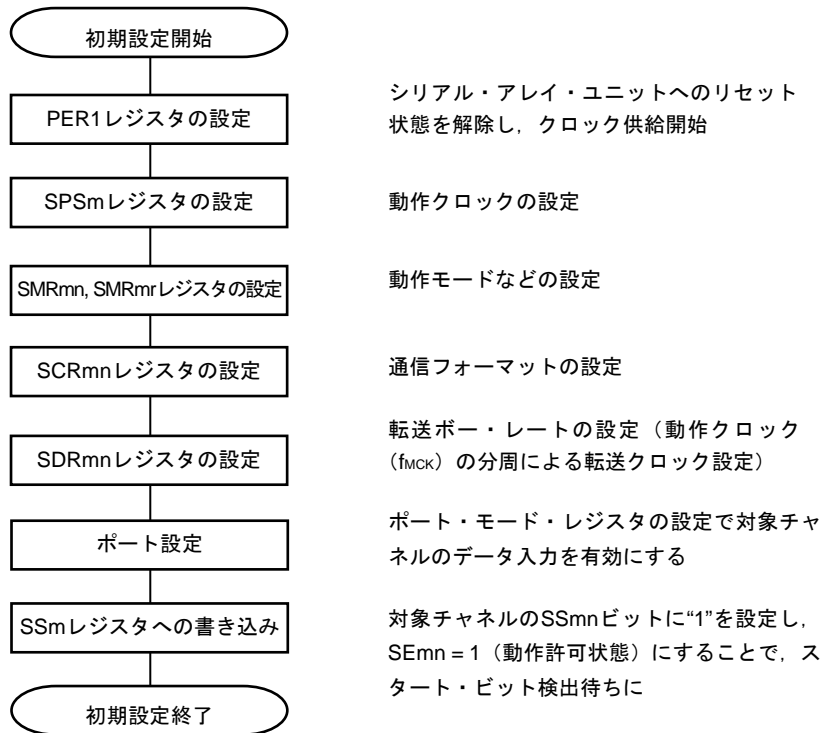 初期設定開始
PER1レジスタの設定
シリアル・アレイ・ユニットへのリセット
状態を解除し，クロック供給開始
SPSmレジスタの設定
動作クロックの設定
SMRmn, SMRmrレジスタの設定
動作モードなどの設定
SCRmnレジスタの設定
通信フォーマットの設定
SDRmnレジスタの設定
転送ボー・レートの設定（動作クロック
（fMCK）の分周による転送クロック設定）
ポート設定
ポート・モード・レジスタの設定で対象チャ
ネルのデータ入力を有効にする
SSmレジスタへの書き込み
対象チャネルのSSmnビットに“1”を設定し，
SEmn = 1（動作許可状態）にすることで，ス
タート・ビット検出待ちに
初期設定終了